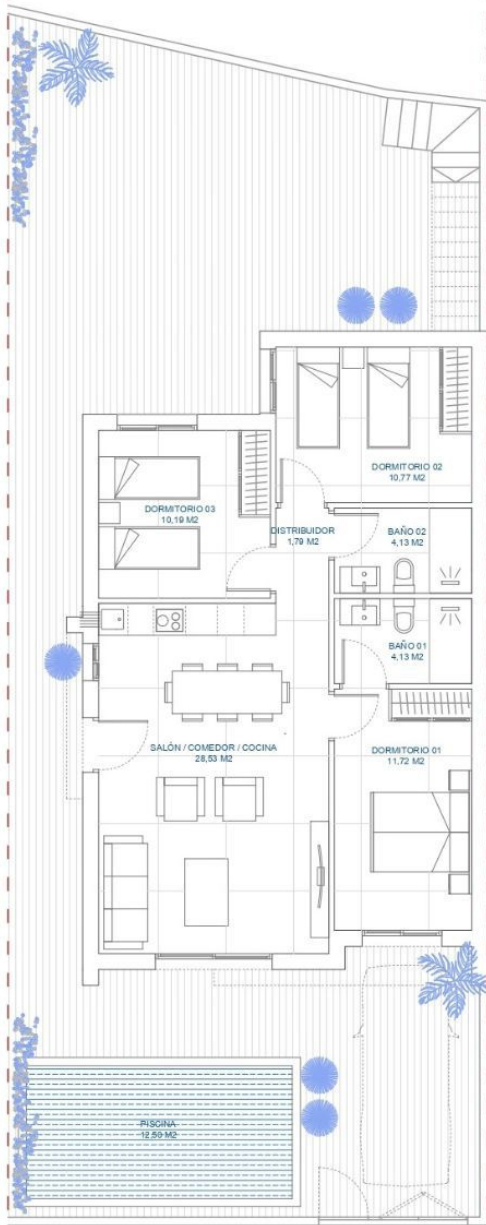 DORMITORIO 02
10,77 M2
DORMITORIO 03
10,19 M2
DISTRIBUIDOR
1,79 M2
BAÑO 02
4,13 M2
BAÑO 01
4,13 M2
SALÓN / COMEDOR / COCINA
28,53 M2
DORMITORIO 01
11,72 M2
PISCINA
12,50 M2